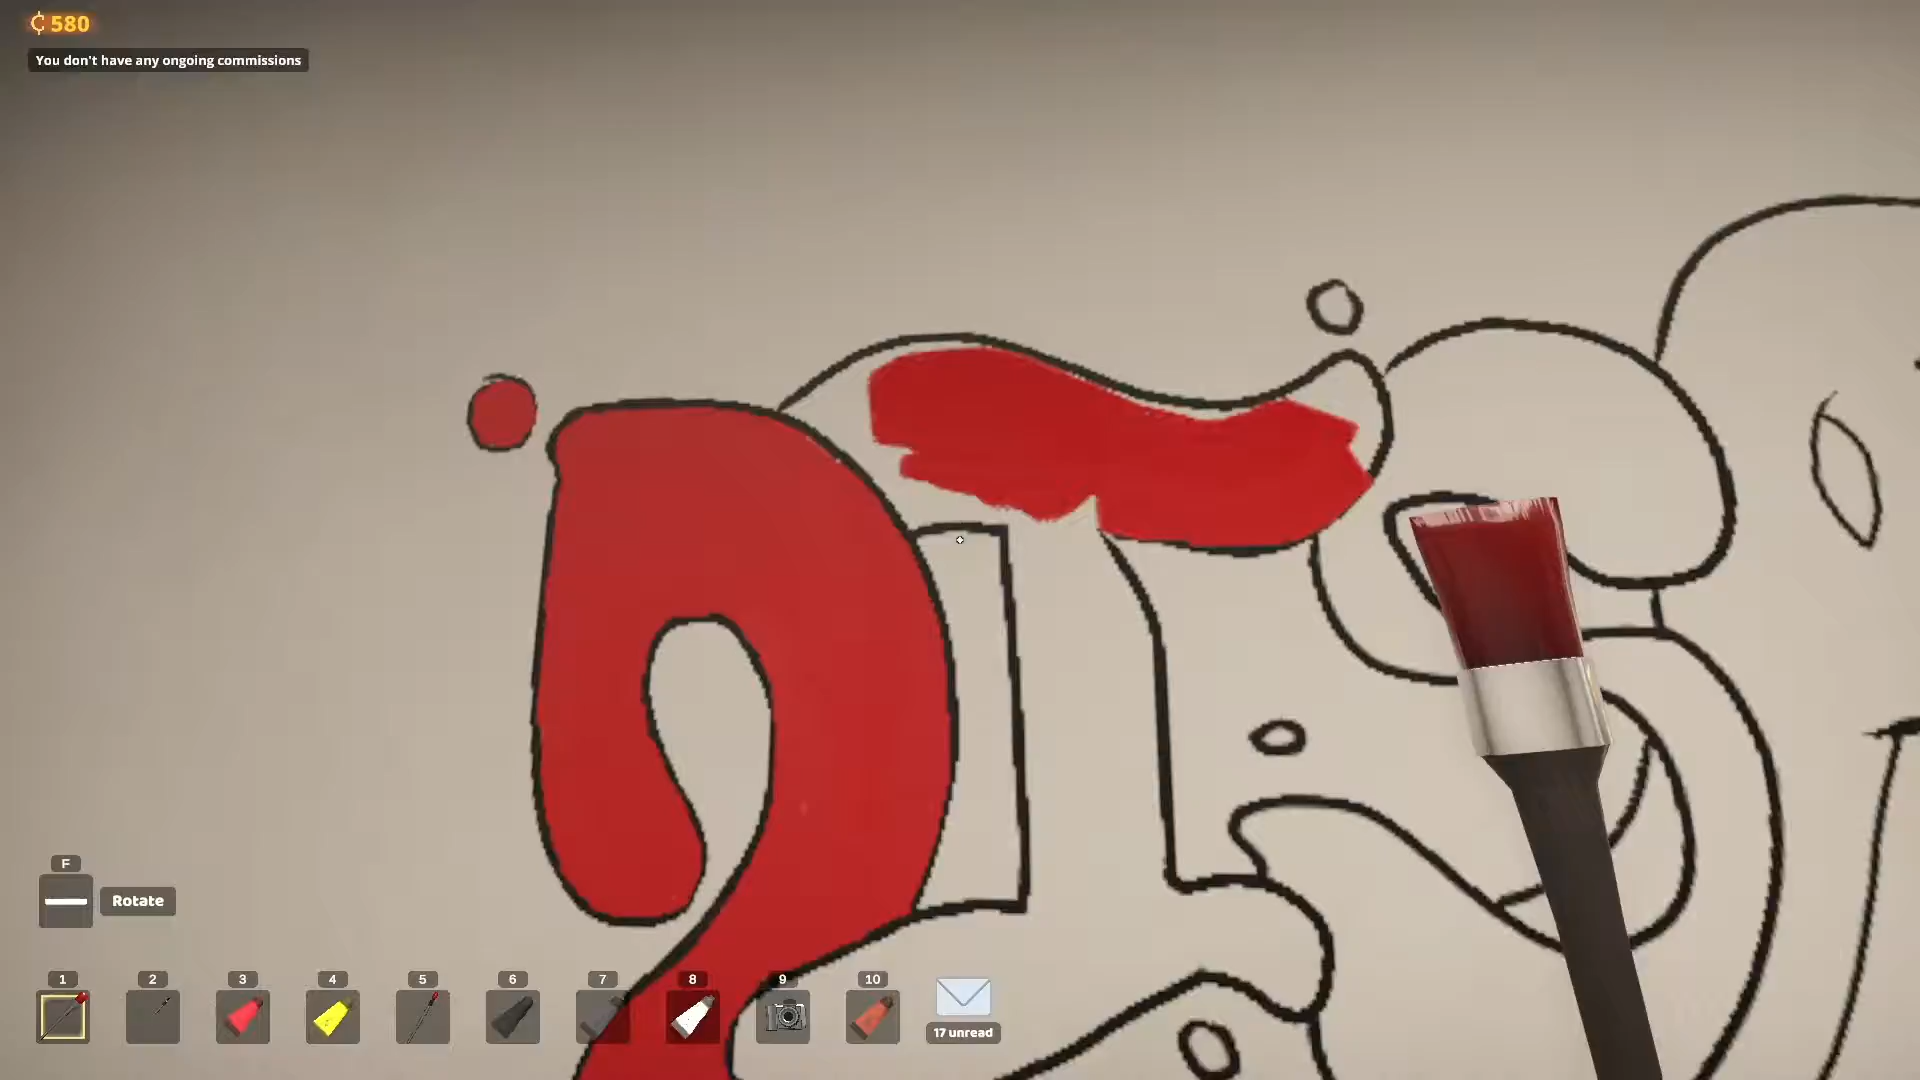 ₵ 580
You don't have any ongoing commissions
F
Rotate
1 2 3 4 5 6 7 8 9 10
17 unread